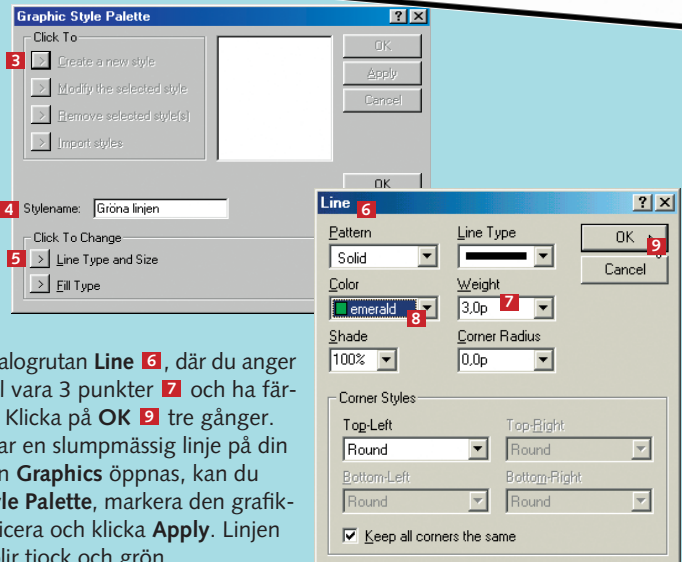 Graphic Style Palette
Click To
3 > Create a new style
> Modify the selected style
> Remove selected style(s)
> Import styles
OK
Apply
Cancel
OK
4 Stylename: Gröna linjen
Click To Change
5 > Line Type and Size
> Fill Type
Line 6
Pattern
Solid
Line Type
Color
emerald 8
Weight
3,0p 7
Shade
100%
Corner Radius
0,0p
OK 9
Cancel
Corner Styles
Top-Left
Round
Top-Right
Round
Bottom-Left
Round
Bottom-Right
Round
Keep all corners the same
alogrutan Line 6, där du anger
l vara 3 punkter 7 och ha fär-
Klicka på OK 9 tre gånger.
ar en slumpmässig linje på din
n Graphics öppnas, kan du
yle Palette, markera den grafik-
icera och klicka Apply. Linjen
lir tjock och grön